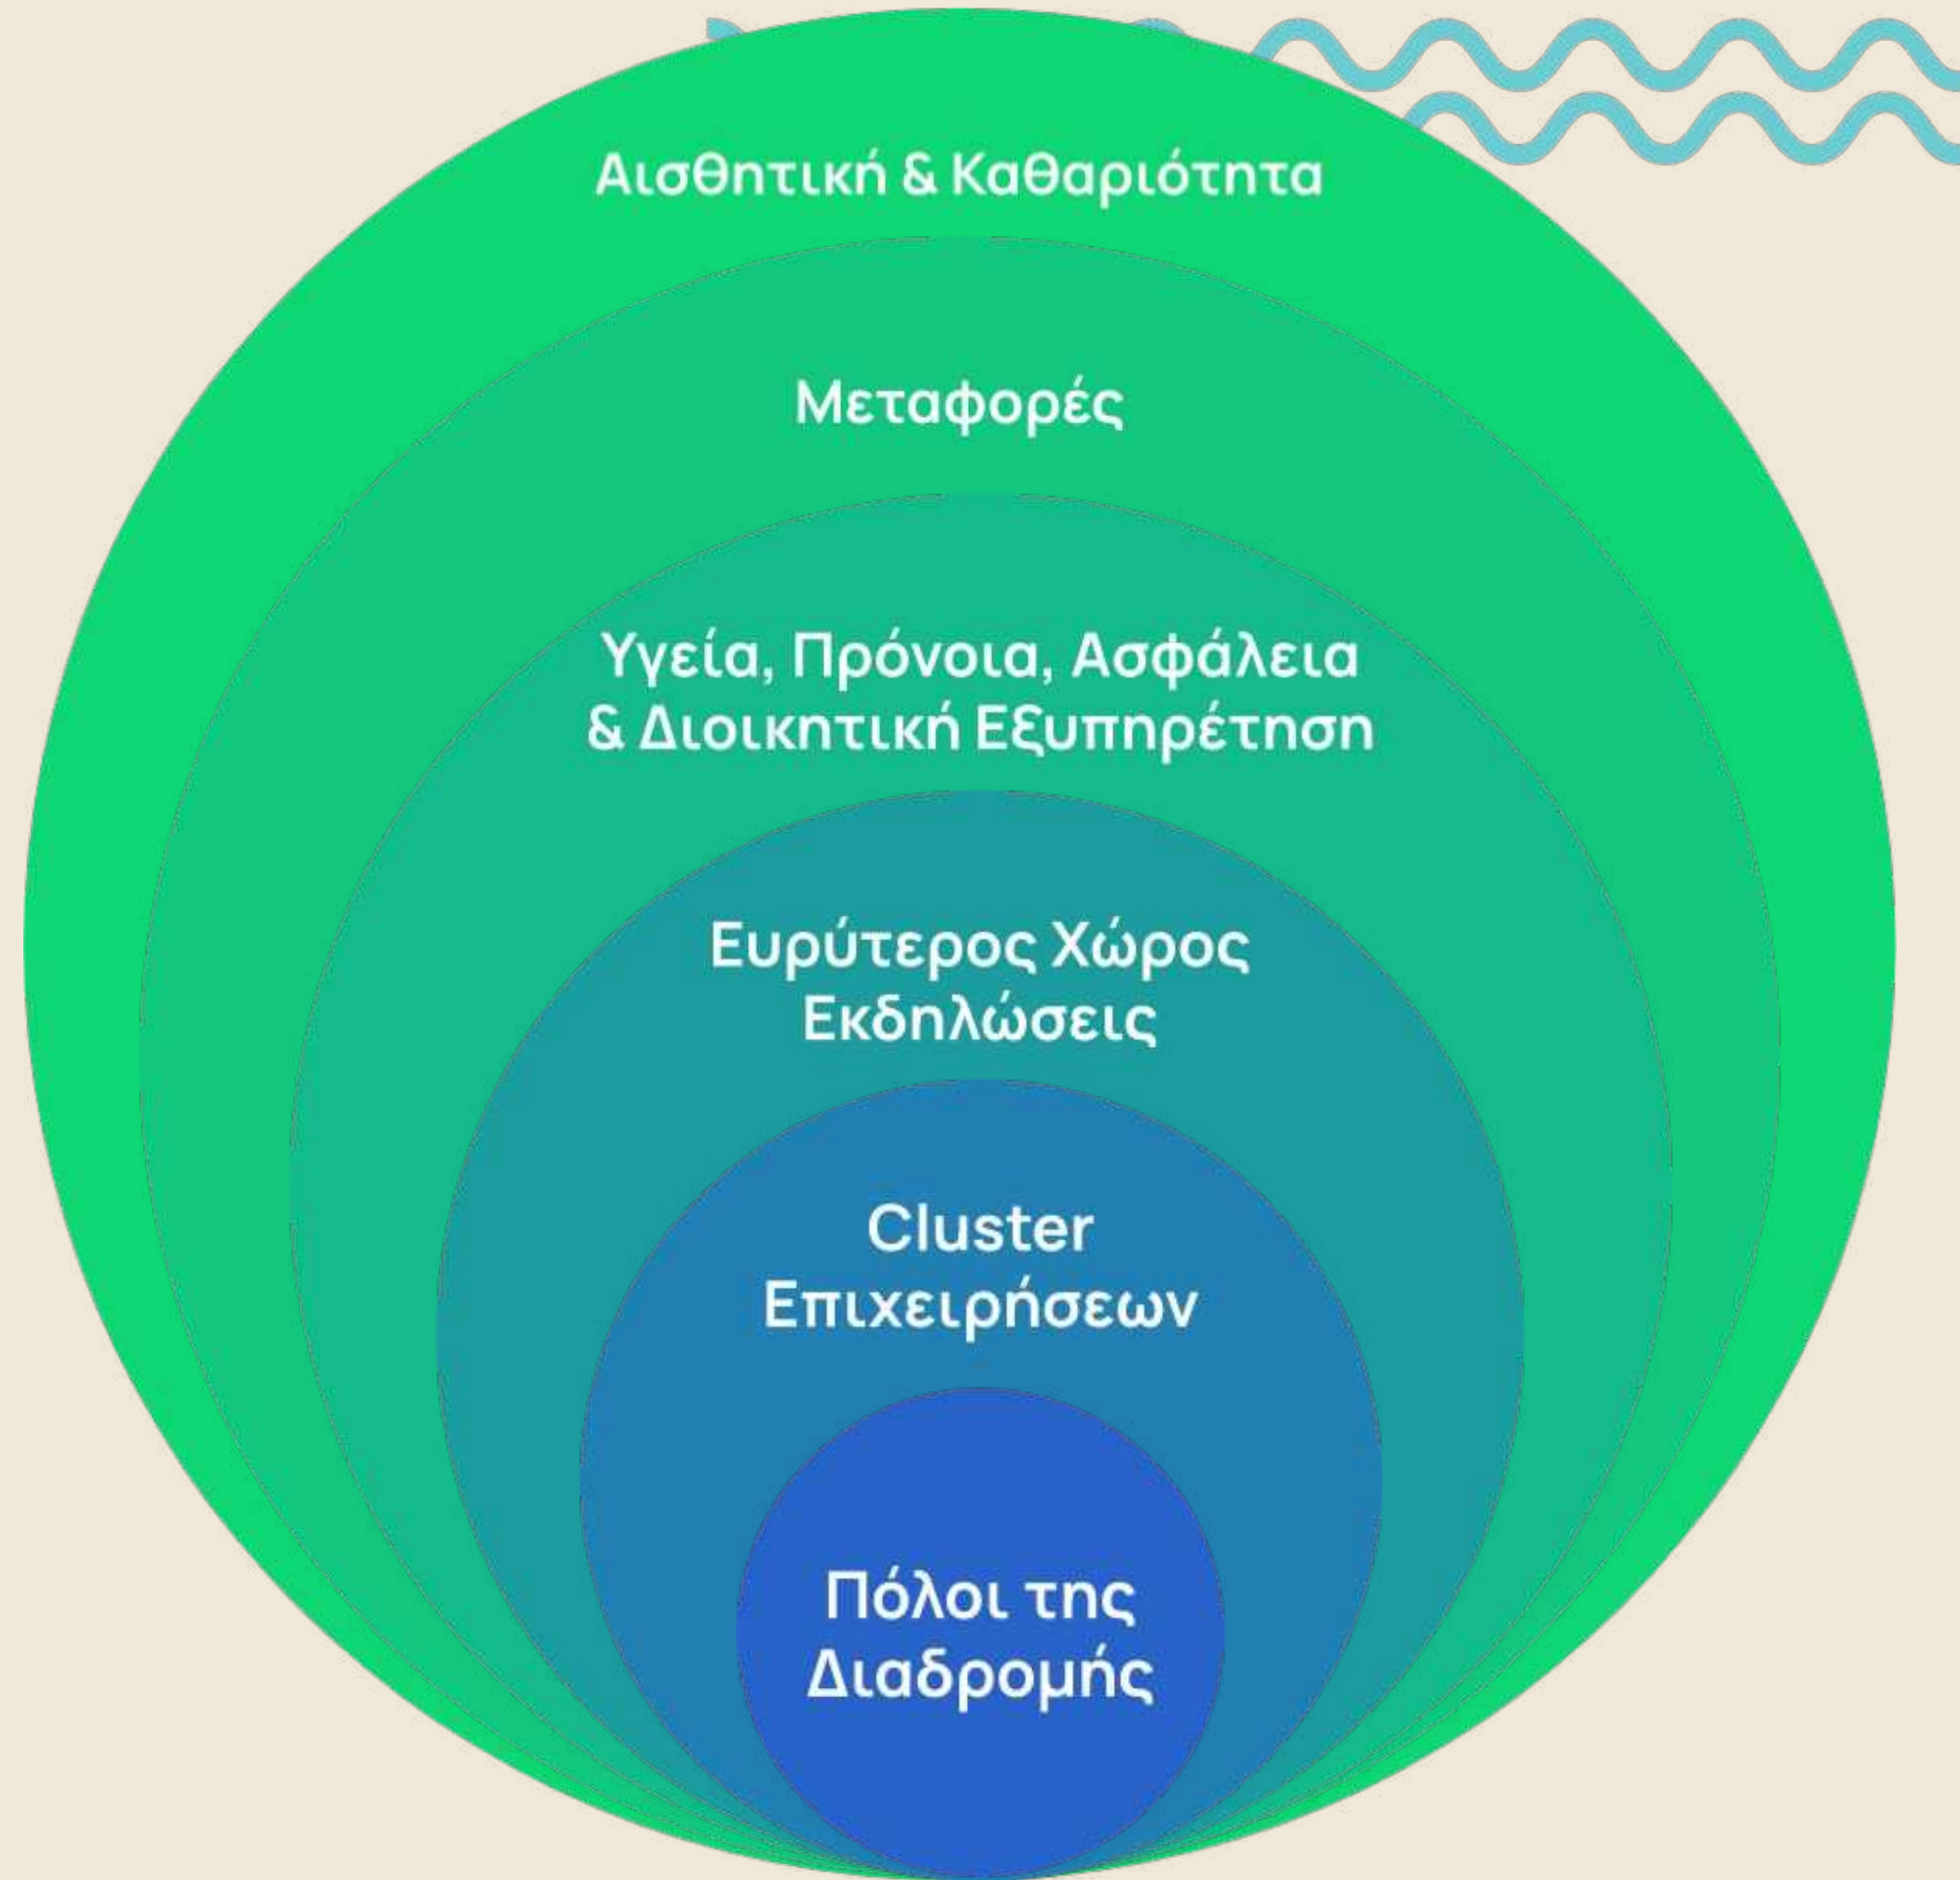 Αισθητική & Καθαριότητα
Μεταφορές
Υγεία, Πρόνοια, Ασφάλεια
& Διοικητική Εξυπηρέτηση
Ευρύτερος Χώρος
Εκδηλώσεις
Cluster
Επιχειρήσεων
Πόλοι της
Διαδρομής